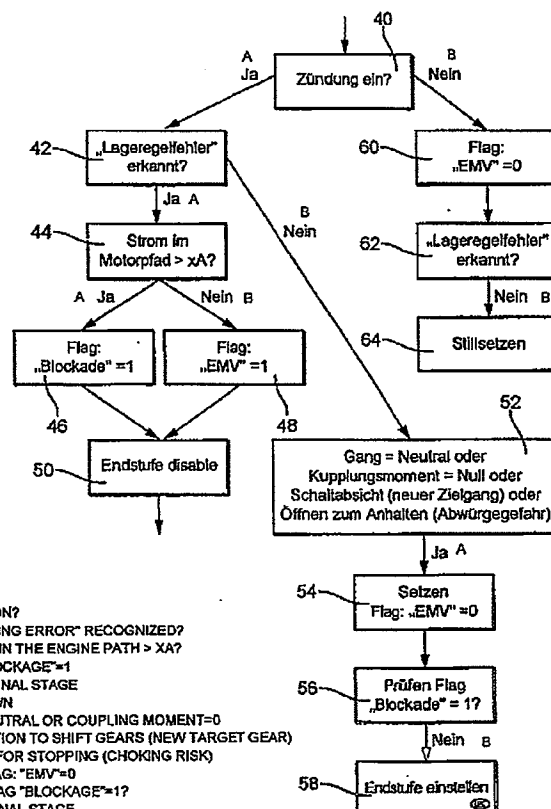 40
A
Ja
Zündung ein?
B
Nein
42
„Lageregelfehler"
erkannt?
60
Flag:
„EMV" =0
Ja A
B
Nein
44
Strom im
Motorpfad > xA?
62
„Lageregelfehler"
erkannt?
A Ja
Nein B
Nein B
Flag:
„Blockade" =1
Flag:
„EMV" =1
64
Stillsetzen
46
48
52
50
Endstufe disable
Gang = Neutral oder
Kupplungsmoment = Null oder
Schaltabsicht (neuer Zielgang) oder
Öffnen zum Anhalten (Abwürgegefahr)
Ja A
54
Setzen
Flag: „EMV" =0
ON?
NG ERROR" RECOGNIZED?
IN THE ENGINE PATH > XA?
OCKAGE"=1
NAL STAGE
WN
UTRAL OR COUPLING MOMENT=0
TION TO SHIFT GEARS (NEW TARGET GEAR)
FOR STOPPING (CHOKING RISK)
AG: "EMV"=0
AG "BLOCKAGE"=1?
NAL STAGE
56
Prüfen Flag
„Blockade" = 1?
Nein B
58
Endstufe einstellen